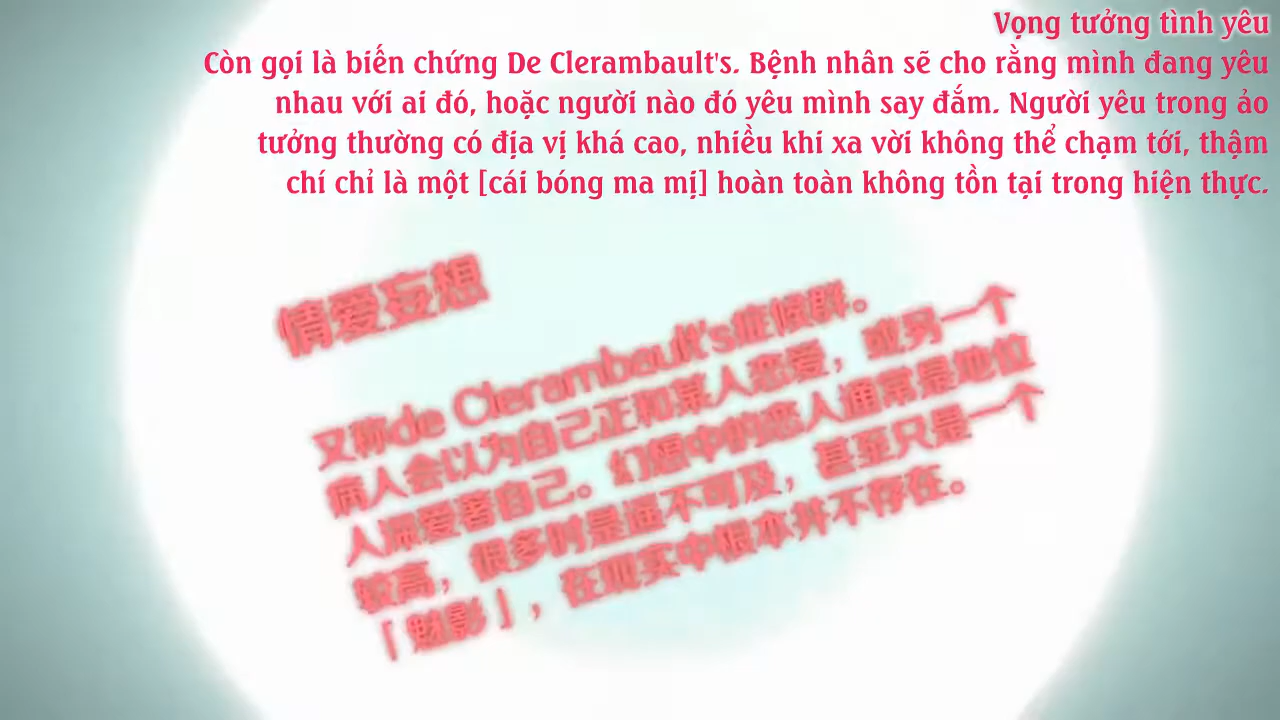 Vọng tưởng tình yêu
Còn gọi là biến chứng De Clerambault's. Bệnh nhân sẽ cho rằng mình đang yêu
nhau với ai đó, hoặc người nào đó yêu mình say đắm. Người yêu trong ảo
tưởng thường có địa vị khá cao, nhiều khi xa vời không thể chạm tới, thậm
chí chỉ là một [cái bóng ma mị] hoàn toàn không tồn tại trong hiện thực.
情爱妄想
又称de Clerambault's症候群。
病人会以为自己正和某人恋爱，或另一个
人深爱著自己。幻想中的恋人通常是地位
较高，很多时是遥不可及，甚至只是一个
「魅影」，在现实中根本并不存在。